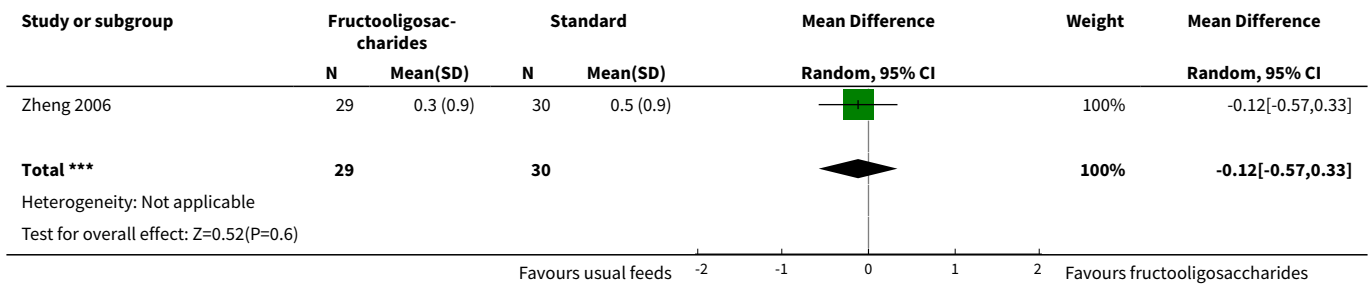 Study or subgroup Fructooligosac- Standard Mean Difference Weight Mean Difference
charides
N Mean(SD) N Mean(SD) Random, 95% CI Random, 95% CI
Zheng 2006 29 0.3 (0.9) 30 0.5 (0.9) 100% -0.12[-0.57,0.33]
Total *** 29 30 100% -0.12[-0.57,0.33]
Heterogeneity: Not applicable
Test for overall effect: Z=0.52(P=0.6)
Favours usual feeds -2 -1 0 1 2 Favours fructooligosaccharides